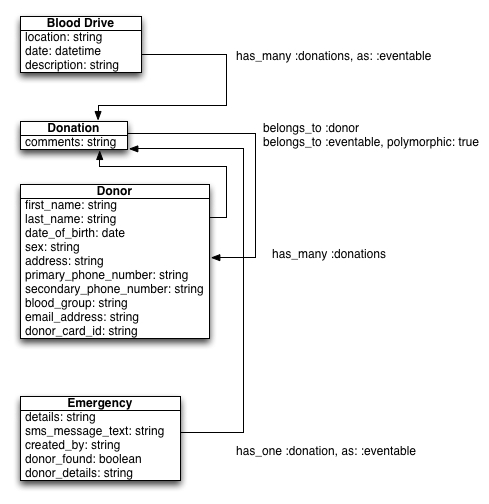 Blood Drive
location: string
date: datetime
description: string
has_many :donations, as: :eventable
Donation
comments: string
belongs_to :donor
belongs_to :eventable, polymorphic: true
Donor
first_name: string
last_name: string
date_of_birth: date
sex: string
address: string
primary_phone_number: string
secondary_phone_number: string
blood_group: string
email_address: string
donor_card_id: string
has_many :donations
Emergency
details: string
sms_message_text: string
created_by: string
donor_found: boolean
donor_details: string
has_one :donation, as: :eventable